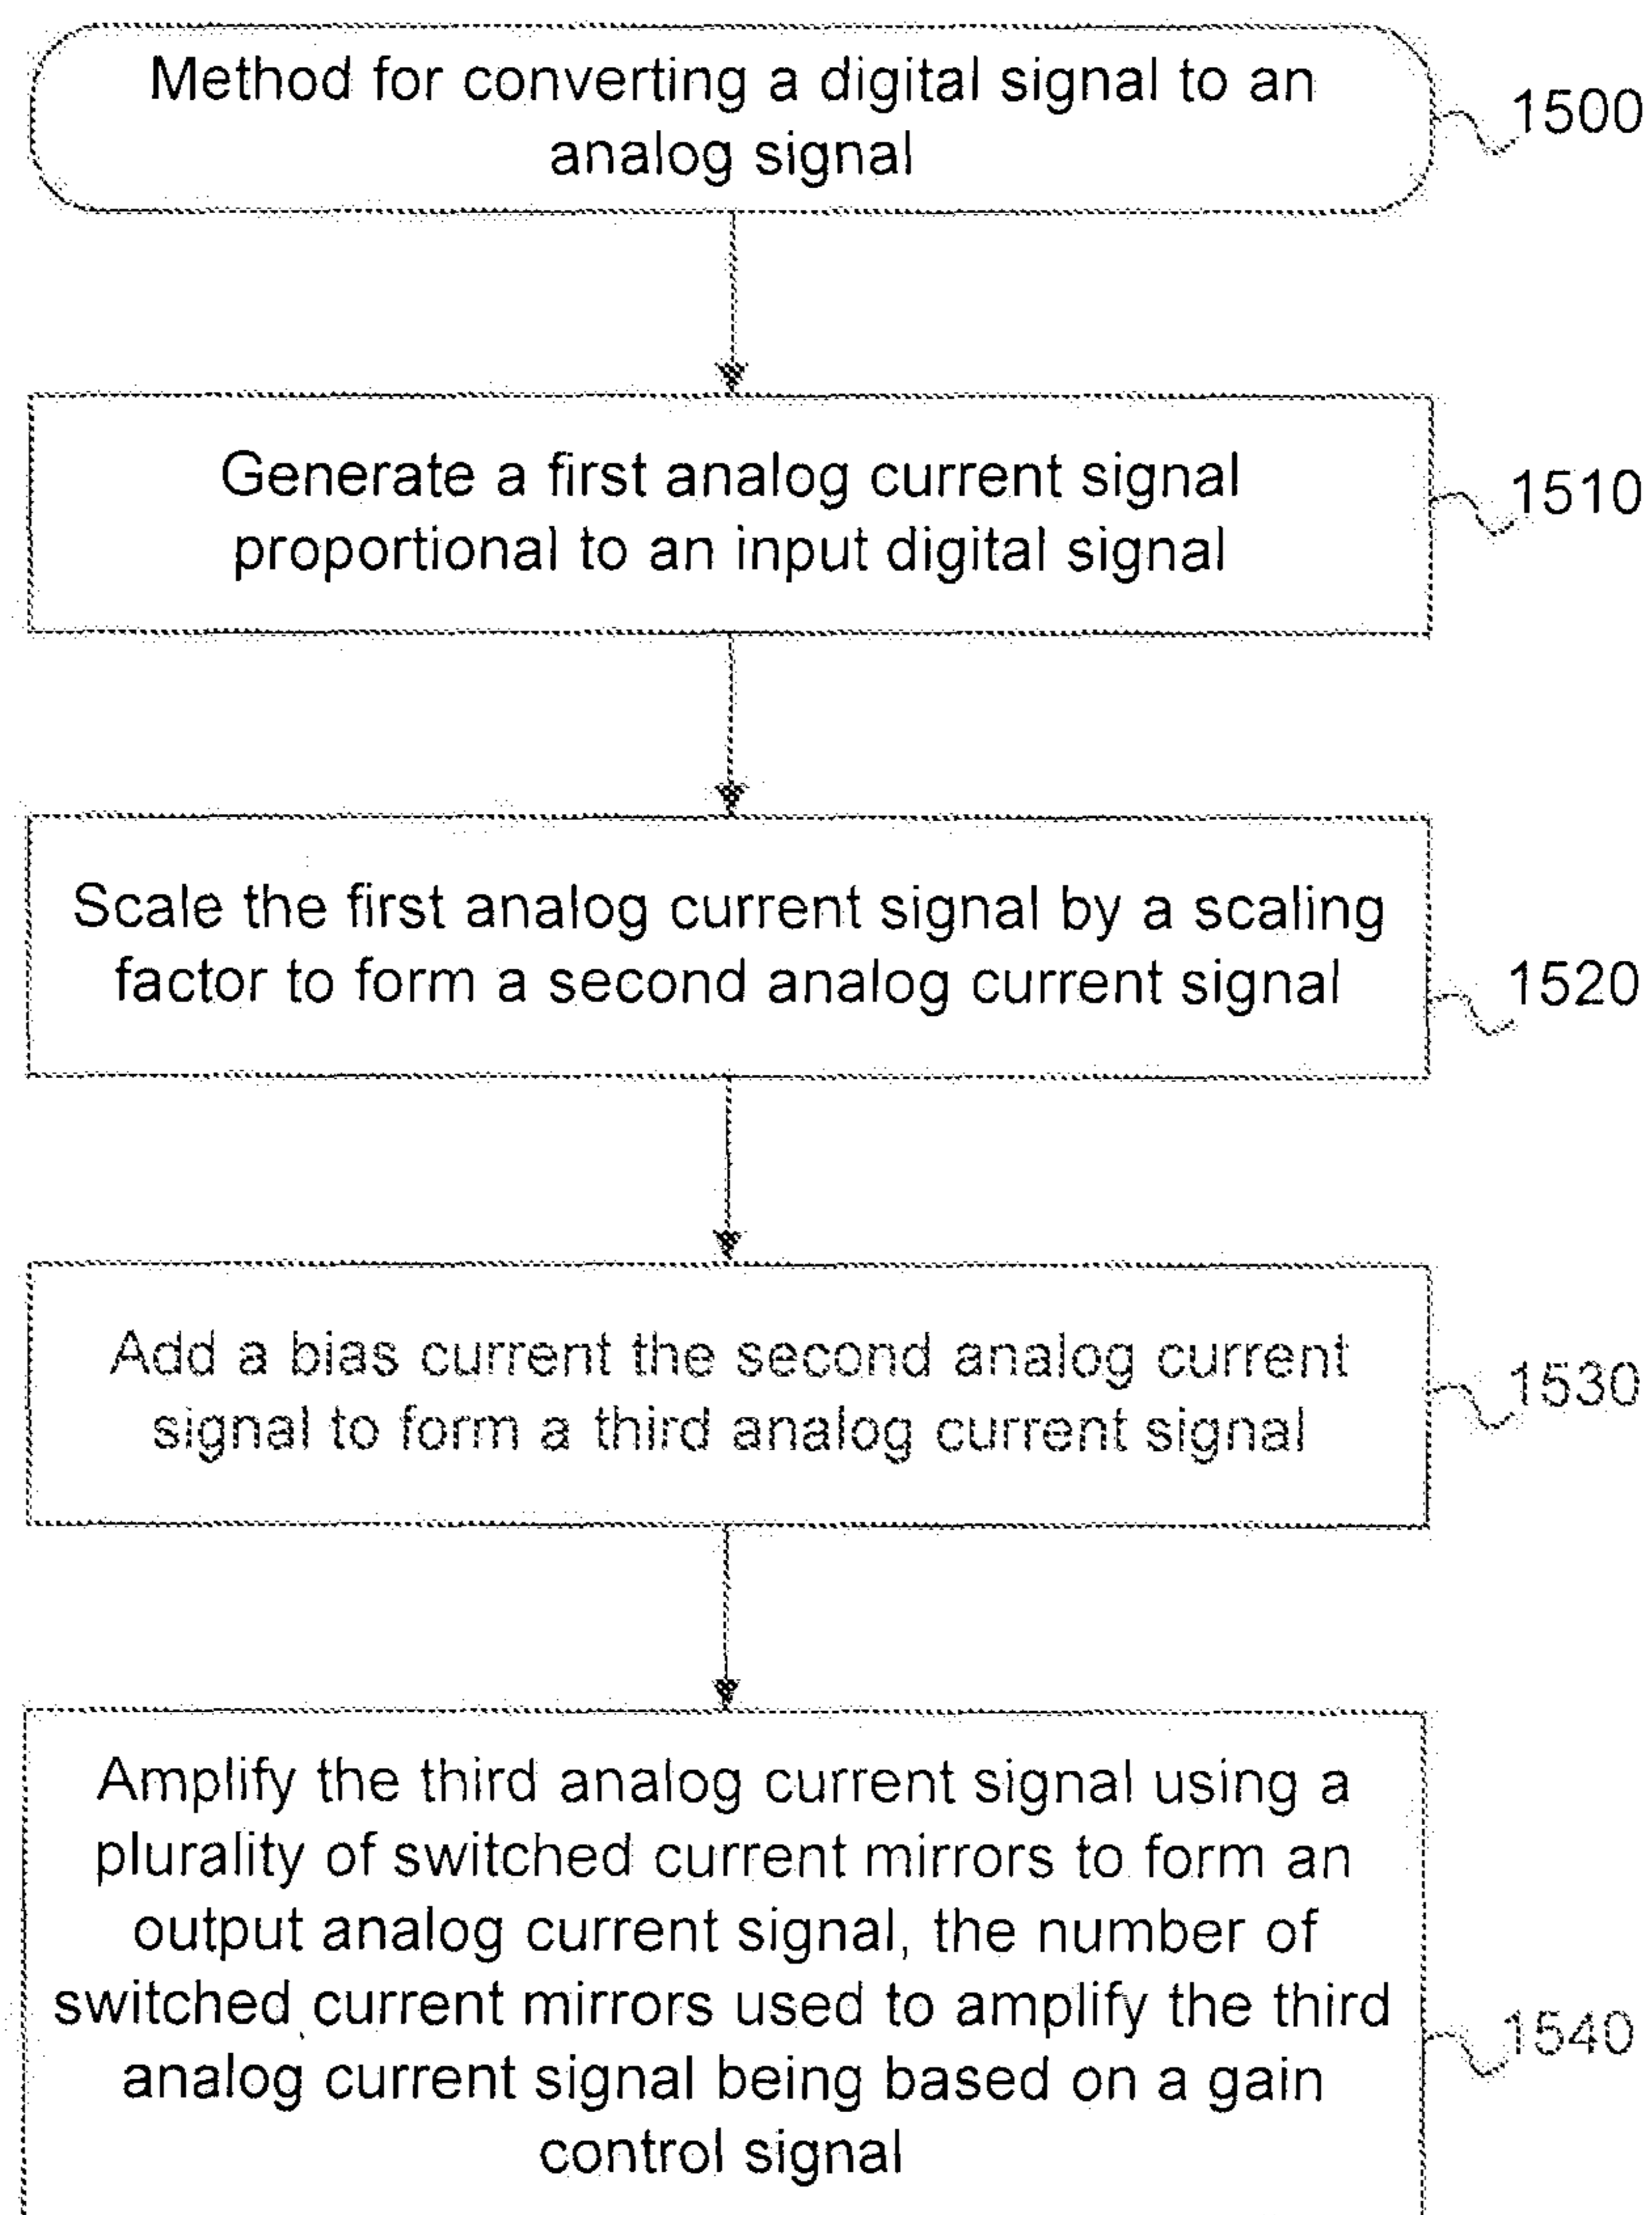 Method for converting a digital signal to an
analog signal
1500
Generate a first analog current signal
proportional to an input digital signal
1510
Scale the first analog current signal by a scaling
factor to form a second analog current signal
1520
Add a bias current the second analog current
signal to form a third analog current signal
1530
Amplify the third analog current signal using a
plurality of switched current mirrors to form an
output analog current signal, the number of
switched current mirrors used to amplify the third
analog current signal being based on a gain
control signal
1540